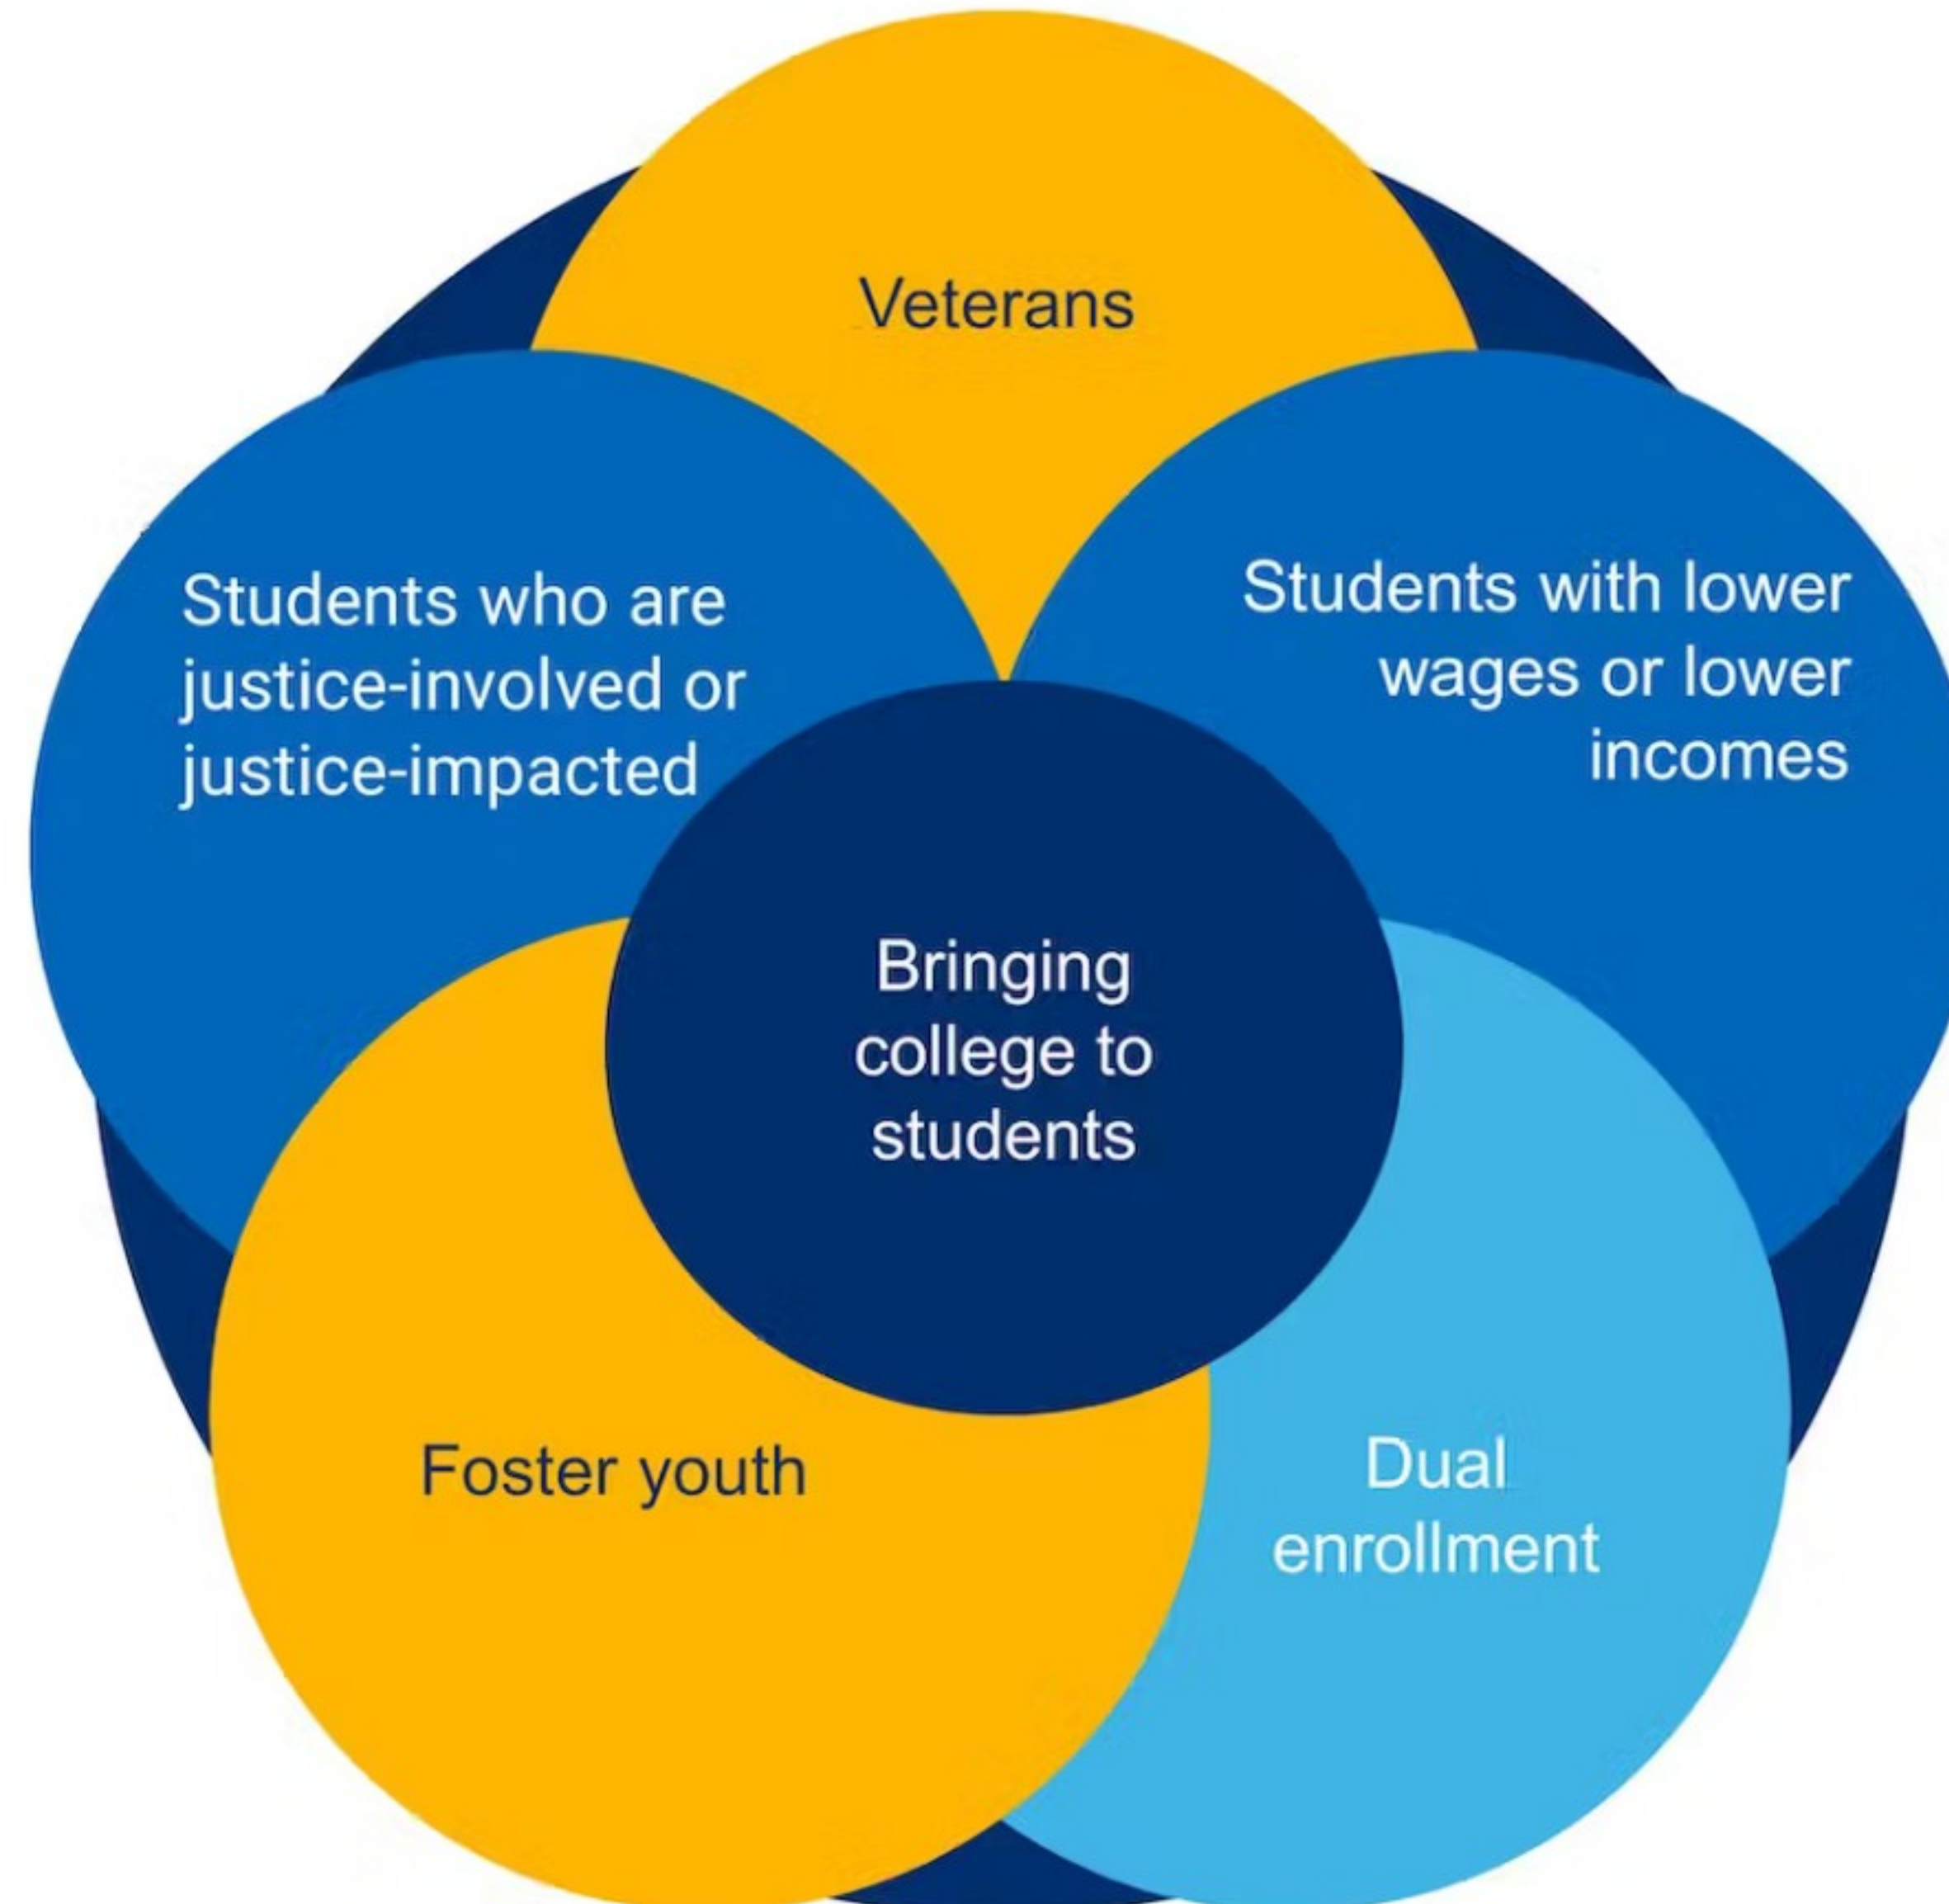 Veterans
Students who are
justice-involved or
justice-impacted
Students with lower
wages or lower
incomes
Bringing
college to
students
Foster youth
Dual
enrollment